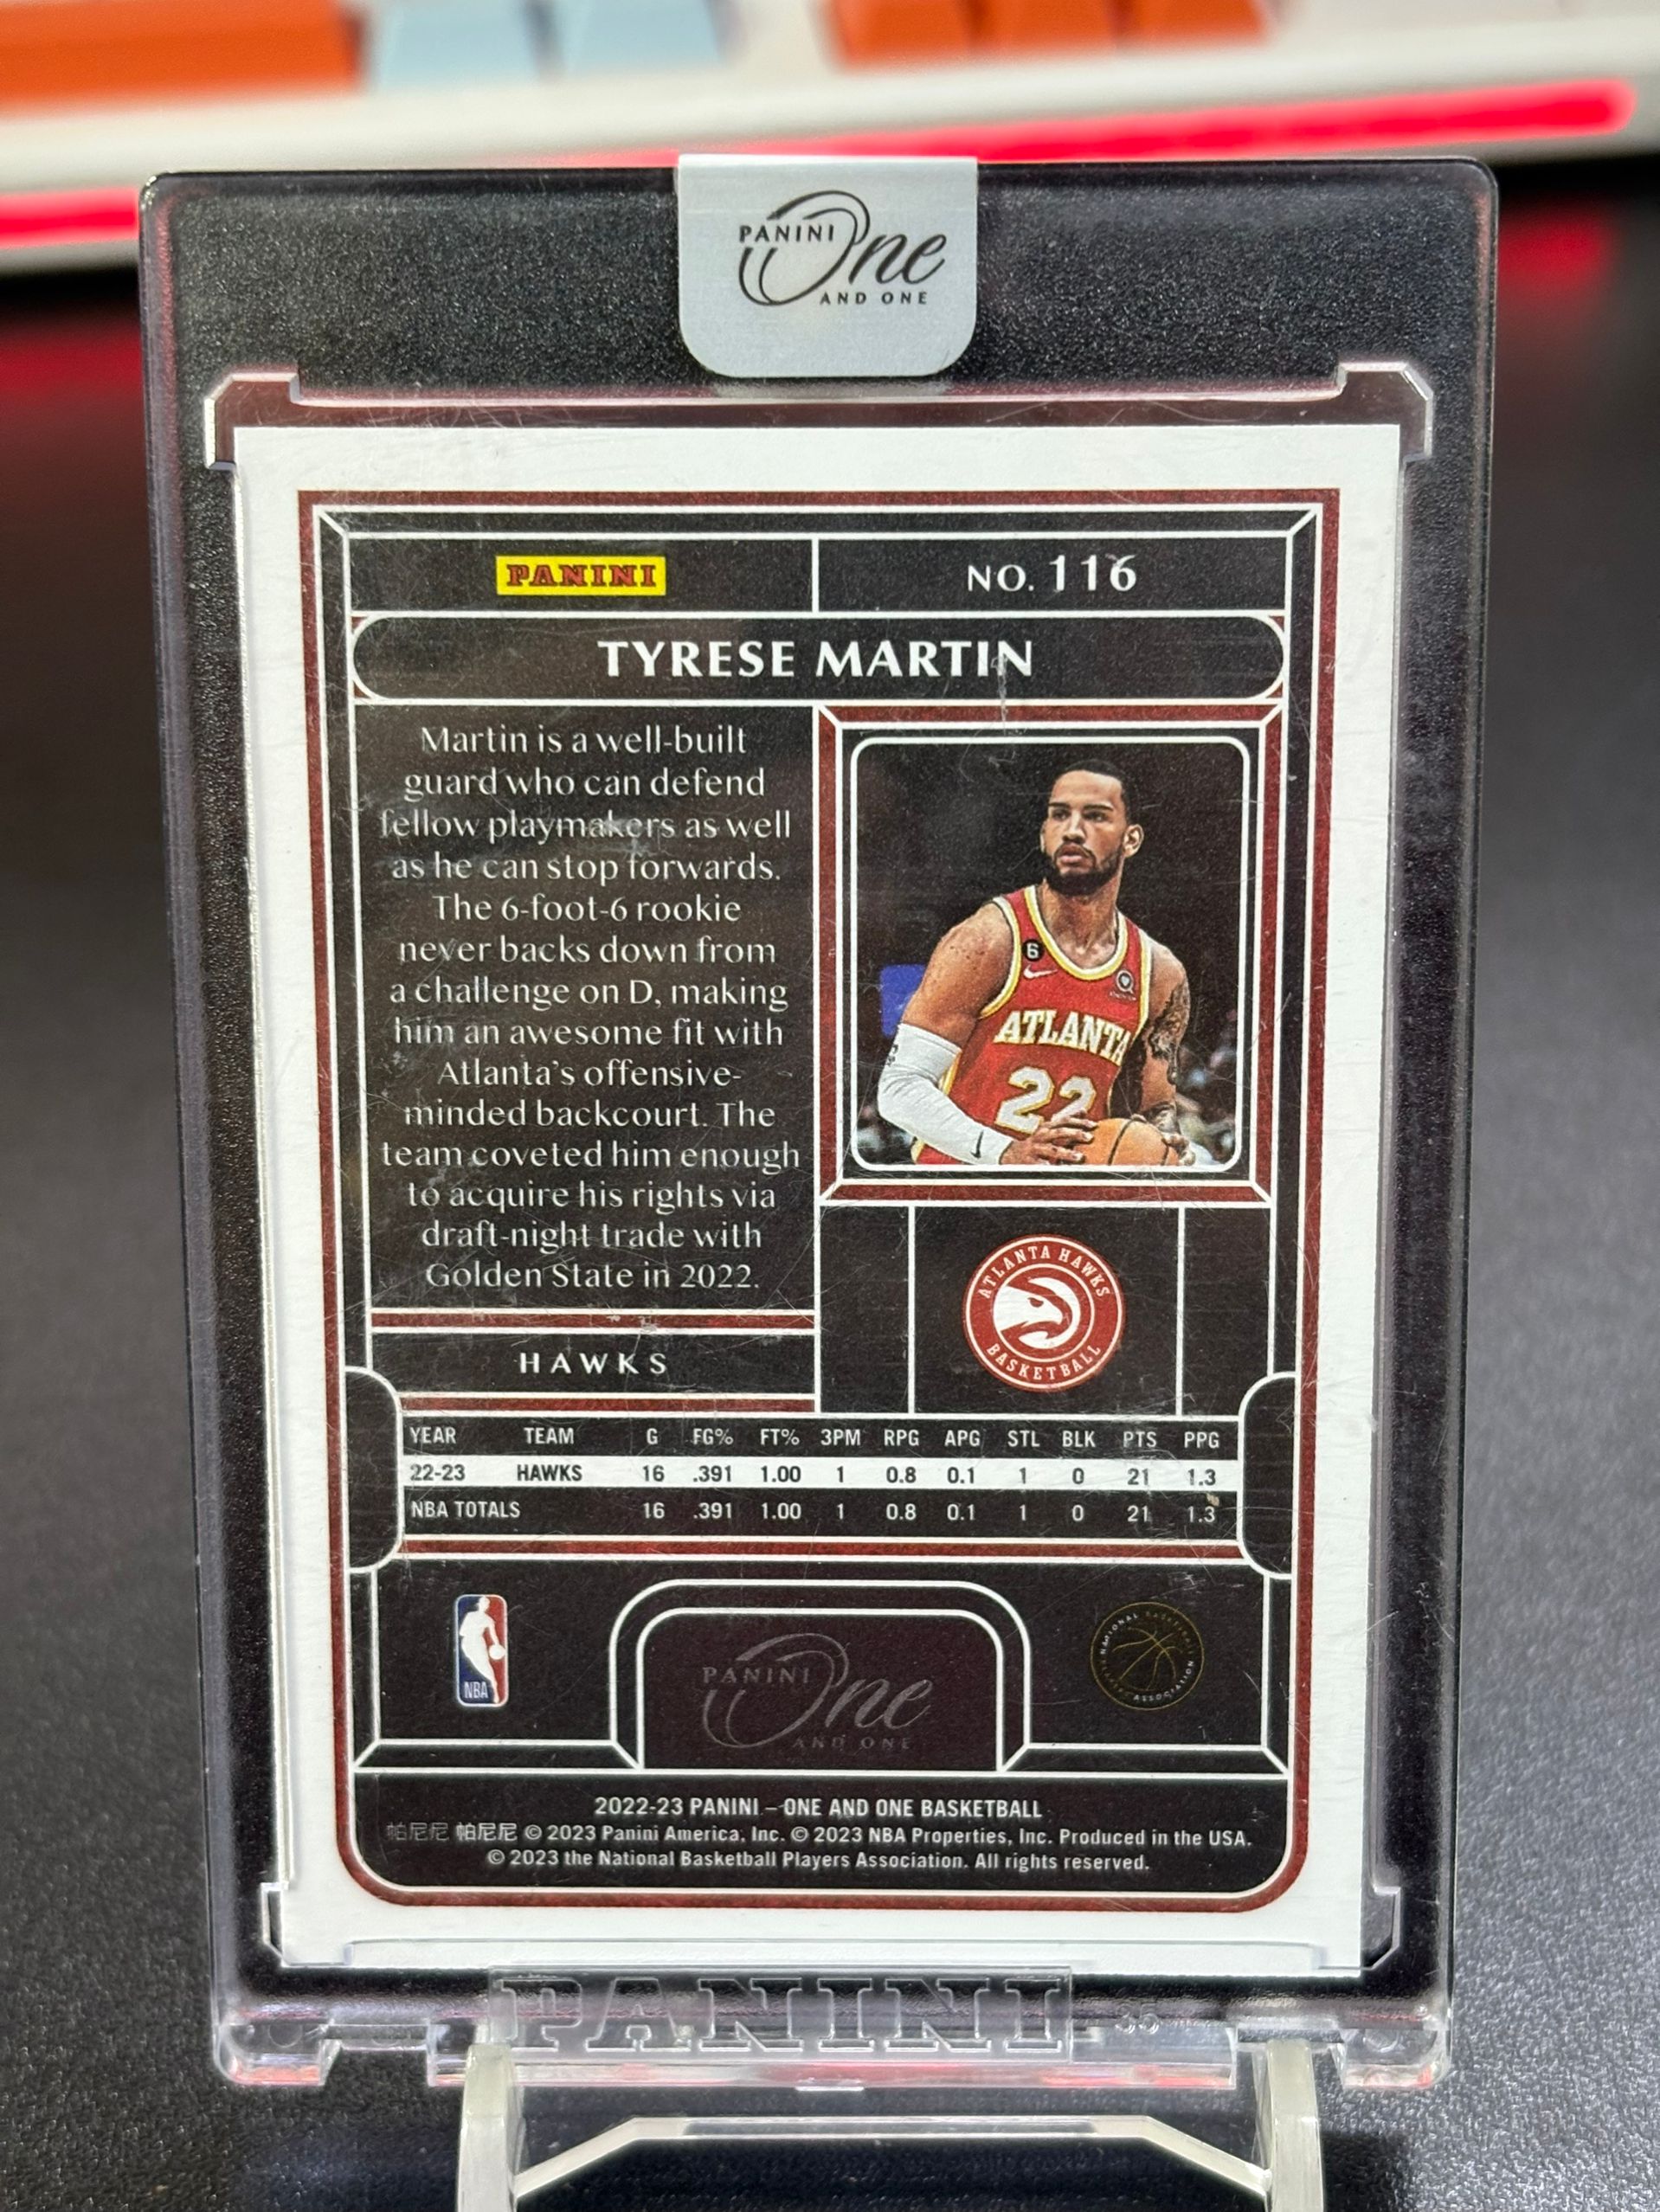 PANINI One
AND ONE
PANINI
NO. 116
TYRESE MARTIN
Martin is a well-built
guard who can defend
fellow playmakers as well
as he can stop forwards.
The 6-foot-6 rookie
never backs down from
a challenge on D, making
him an awesome fit with
Atlanta's offensive-
minded backcourt. The
team coveted him enough
to acquire his rights via
draft-night trade with
Golden State in 2022.
6
ATLANTA
22
ATLANTA HAWKS
BASKETBALL
HAWKS
YEAR TEAM G FG% FT% 3PM RPG APG STL BLK PTS PPG
22-23 HAWKS 16 .391 1.00 1 0.8 0.1 1 0 21 1.3
NBA TOTALS 16 .391 1.00 1 0.8 0.1 1 0 21 1.3
NBA
PANINI One
AND ONE
NATIONAL BASKETBALL
PLAYERS ASSOCIATION
2022-23 PANINI – ONE AND ONE BASKETBALL
帕尼尼 帕尼尼 © 2023 Panini America, Inc. © 2023 NBA Properties, Inc. Produced in the USA.
© 2023 the National Basketball Players Association. All rights reserved.
PANINI 35